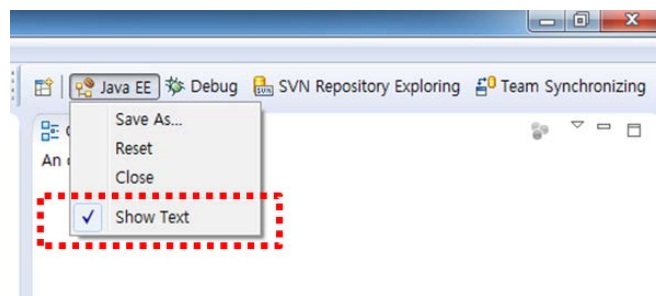 Java EE Debug SVN Repository Exploring Team Synchronizing
Save As...
An
Reset
Close
Show Text